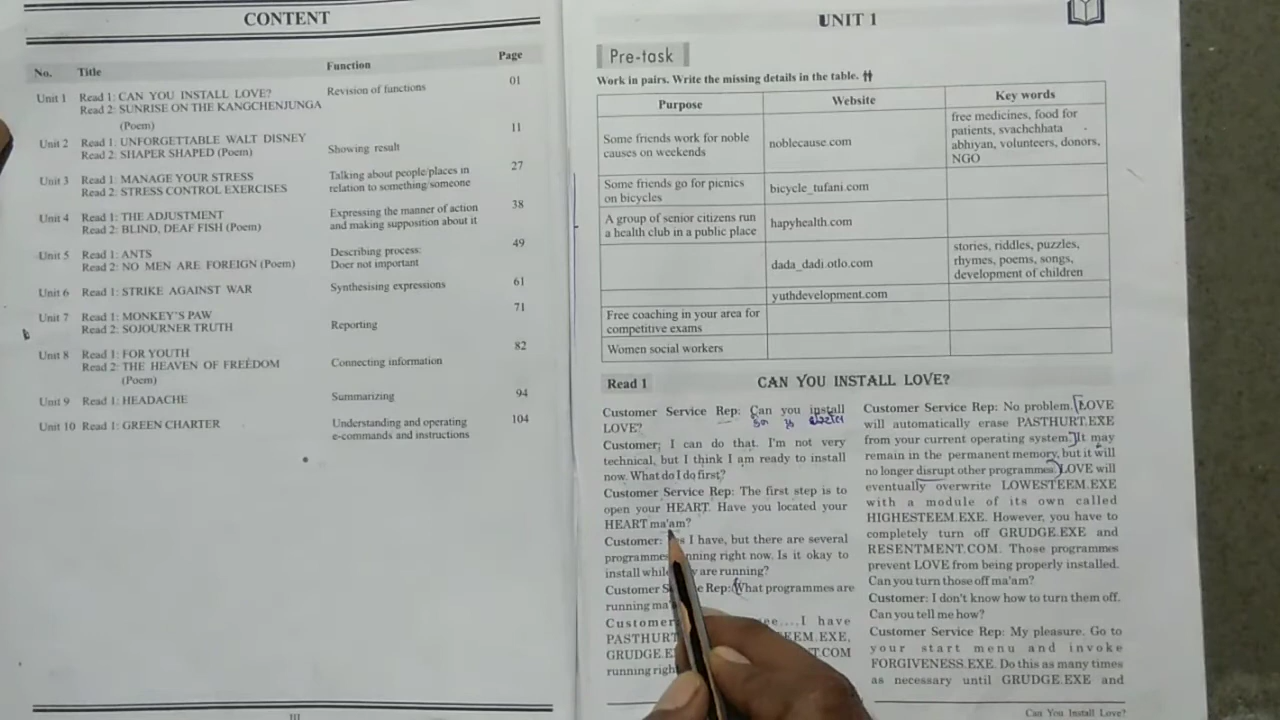 CONTENT
No. Title Function Page
Unit 1 Read 1: CAN YOU INSTALL LOVE? Revision of functions 01
Read 2: SUNRISE ON THE KANGCHENJUNGA
(Poem)
Unit 2 Read 1: UNFORGETTABLE WALT DISNEY 11
Read 2: SHAPER SHAPED (Poem) Showing result
Unit 3 Read 1: MANAGE YOUR STRESS Talking about people/places in 27
Read 2: STRESS CONTROL EXERCISES relation to something/someone
Unit 4 Read 1: THE ADJUSTMENT Expressing the manner of action 38
Read 2: BLIND, DEAF FISH (Poem) and making supposition about it
Unit 5 Read 1: ANTS Describing process: 49
Read 2: NO MEN ARE FOREIGN (Poem) Doer not important
Unit 6 Read 1: STRIKE AGAINST WAR Synthesising expressions 61
Unit 7 Read 1: MONKEY'S PAW 71
Read 2: SOJOURNER TRUTH Reporting
Unit 8 Read 1: FOR YOUTH 82
Read 2: THE HEAVEN OF FREEDOM Connecting information
(Poem)
Unit 9 Read 1: HEADACHE Summarizing 94
Unit 10 Read 1: GREEN CHARTER Understanding and operating 104
e-commands and instructions
III
UNIT 1
Pre-task
Work in pairs. Write the missing details in the table.
Purpose Website Key words
Some friends work for noble causes on weekends
noblecause.com
free medicines, food for
patients, svachchhata
abhiyan, volunteers, donors,
NGO
Some friends go for picnics
on bicycles
bicycle_tufani.com
A group of senior citizens run
a health club in a public place
hapyhealth.com
dada_dadi.otlo.com
stories, riddles, puzzles,
rhymes, poems, songs,
development of children
yuthdevelopment.com
Free coaching in your area for
competitive exams
Women social workers
Read 1 CAN YOU INSTALL LOVE?
Customer Service Rep: Can you install
LOVE?
Customer: I can do that. I'm not very
technical, but I think I am ready to install
now. What do I do first?
Customer Service Rep: The first step is to
open your HEART. Have you located your
HEART ma'am?
Customer: I have, but there are several
programmes running right now. Is it okay to
install while are running?
Customer Rep: What programmes are
running
Customer I have
PASTHURT
GRUDGE
running
Customer Service Rep: No problem. LOVE
will automatically erase PASTHURT.EXE
from your current operating system. It may
remain in the permanent memory, but it will
no longer disrupt other programmes. LOVE will
eventually overwrite LOWESTEEM.EXE
with a module of its own called
HIGHESTEEM.EXE. However, you have to
completely turn off GRUDGE.EXE and
RESENTMENT.COM. Those programmes
prevent LOVE from being properly installed.
Can you turn those off ma'am?
Customer: I don't know how to turn them off.
Can you tell me how?
Customer Service Rep: My pleasure. Go to
your start menu and invoke
FORGIVENESS.EXE. Do this as many times
as necessary until GRUDGE.EXE and
Can You Install Love?